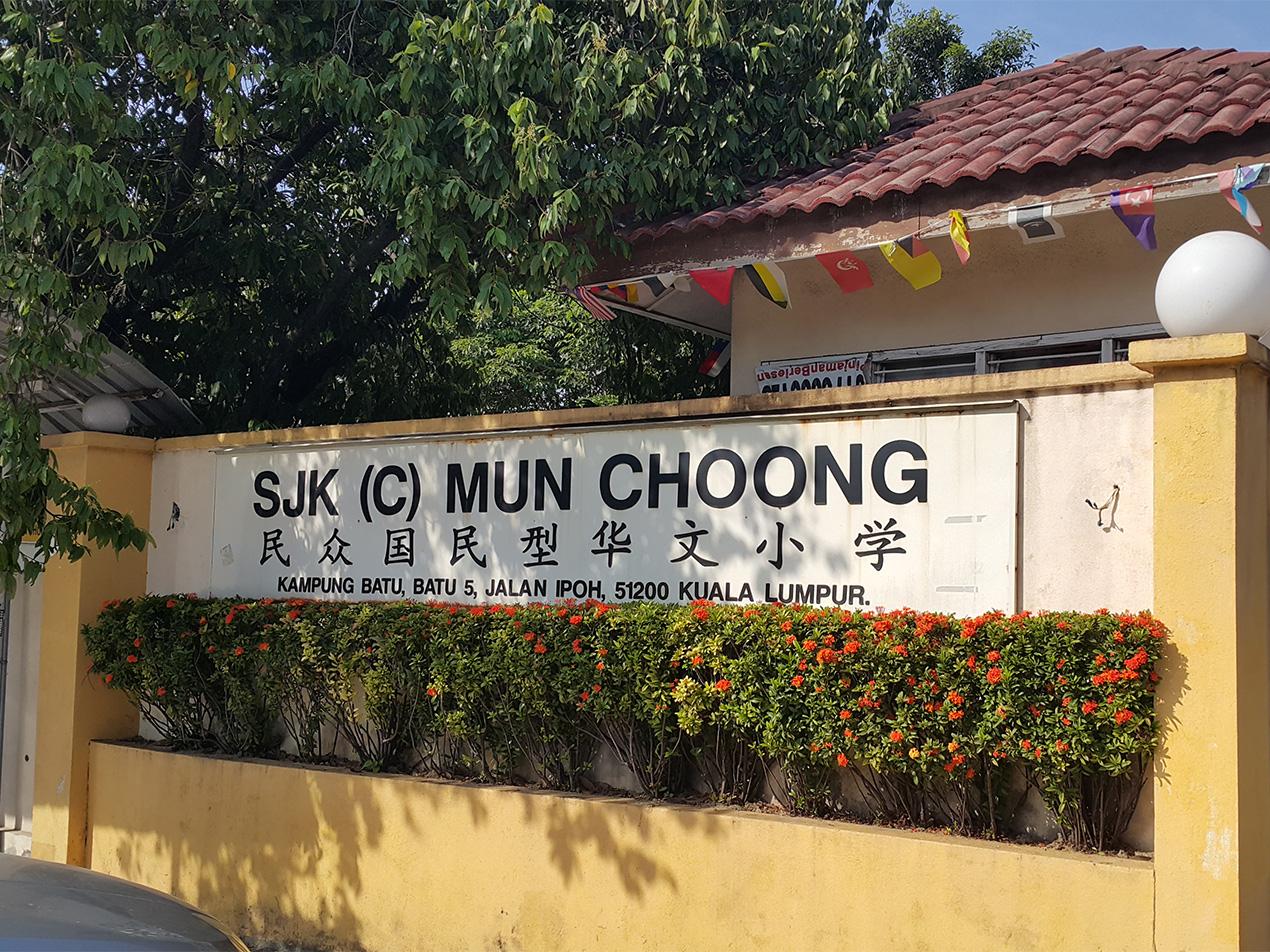 PinjamanBerlesen
SJK (C) MUN CHOONG
民众国民型华文小学
KAMPUNG BATU, BATU 5, JALAN IPOH, 51200 KUALA LUMPUR.